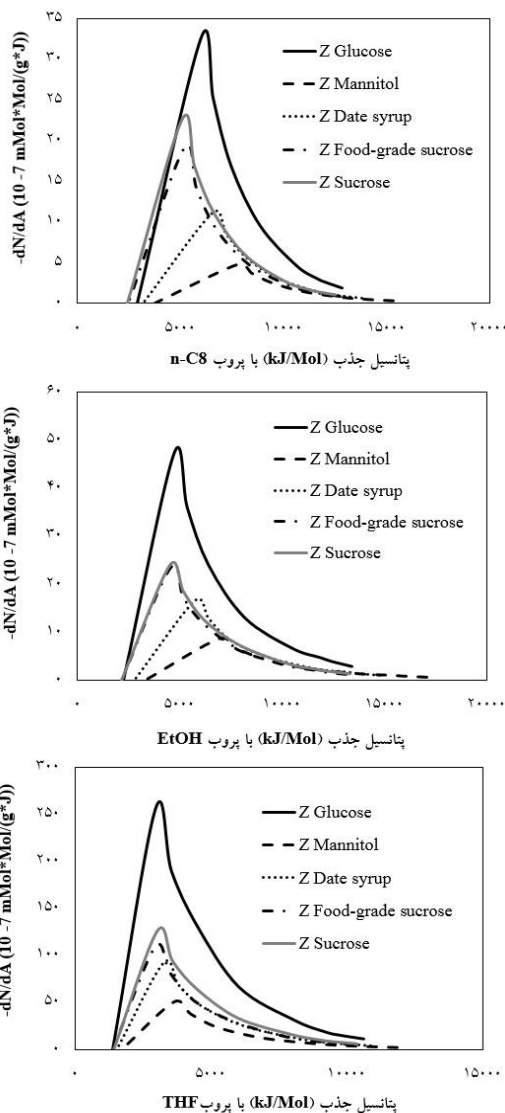 -dN/dA (10 -7 mMol*Mol/(g*J))
۳۵
۳۰
۲۵
۲۰
۱۵
۱۰
۵
۰
Z Glucose
Z Mannitol
Z Date syrup
Z Food-grade sucrose
Z Sucrose
۰ ۵۰۰۰ ۱۰۰۰۰ ۱۵۰۰۰ ۲۰۰۰۰
پتانسیل جذب (kJ/Mol) با پروب n-C8
-dN/dA (10 -7 mMol*Mol/(g*J))
۶۰
۵۰
۴۰
۳۰
۲۰
۱۰
۰
Z Glucose
Z Mannitol
Z Date syrup
Z Food-grade sucrose
Z Sucrose
۰ ۵۰۰۰ ۱۰۰۰۰ ۱۵۰۰۰ ۲۰۰۰۰
پتانسیل جذب (kJ/Mol) با پروب EtOH
-dN/dA (10 -7 mMol*Mol/(g*J))
۳۰۰
۲۵۰
۲۰۰
۱۵۰
۱۰۰
۵۰
۰
Z Glucose
Z Mannitol
Z Date syrup
Z Food-grade sucrose
Z Sucrose
۰ ۵۰۰۰ ۱۰۰۰۰ ۱۵۰۰۰
پتانسیل جذب (kJ/Mol) با پروب THF